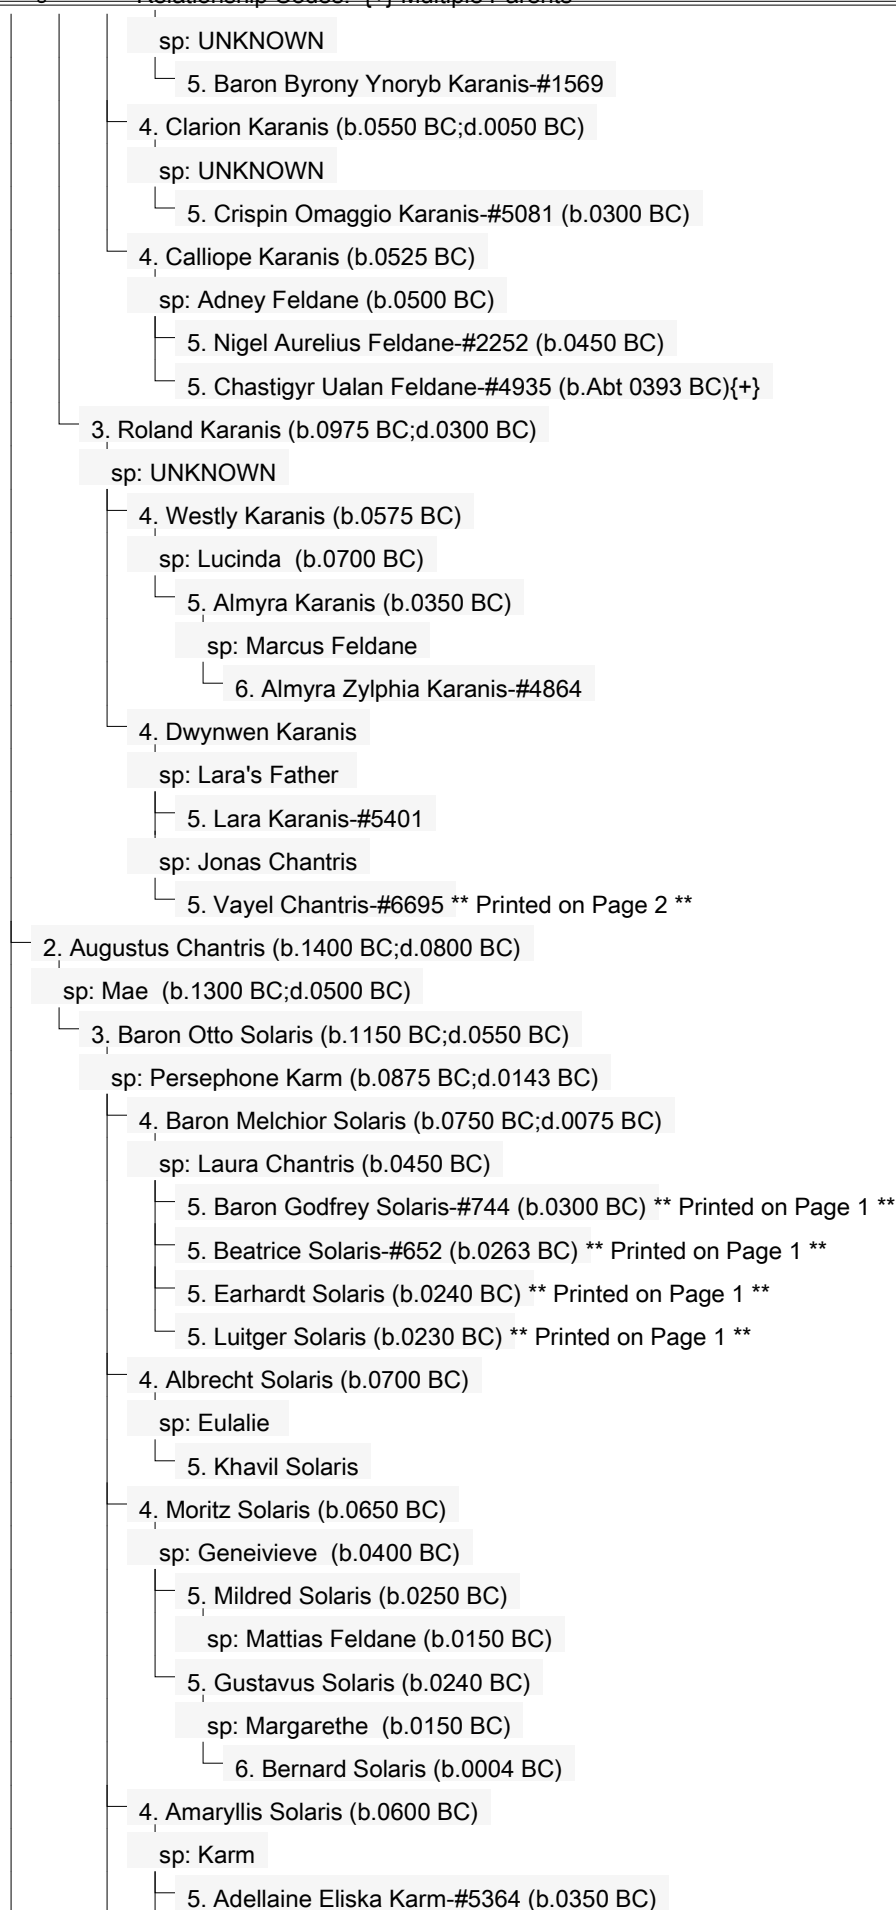 Relationship Codes: {+} Multiple Parents
sp: UNKNOWN
5. Baron Byrony Ynoryb Karanis-#1569
4. Clarion Karanis (b.0550 BC;d.0050 BC)
sp: UNKNOWN
5. Crispin Omaggio Karanis-#5081 (b.0300 BC)
4. Calliope Karanis (b.0525 BC)
sp: Adney Feldane (b.0500 BC)
5. Nigel Aurelius Feldane-#2252 (b.0450 BC)
5. Chastigyr Ualan Feldane-#4935 (b.Abt 0393 BC){+}
3. Roland Karanis (b.0975 BC;d.0300 BC)
sp: UNKNOWN
4. Westly Karanis (b.0575 BC)
sp: Lucinda (b.0700 BC)
5. Almyra Karanis (b.0350 BC)
sp: Marcus Feldane
6. Almyra Zylphia Karanis-#4864
4. Dwynwen Karanis
sp: Lara's Father
5. Lara Karanis-#5401
sp: Jonas Chantris
5. Vayel Chantris-#6695 ** Printed on Page 2 **
2. Augustus Chantris (b.1400 BC;d.0800 BC)
sp: Mae (b.1300 BC;d.0500 BC)
3. Baron Otto Solaris (b.1150 BC;d.0550 BC)
sp: Persephone Karm (b.0875 BC;d.0143 BC)
4. Baron Melchior Solaris (b.0750 BC;d.0075 BC)
sp: Laura Chantris (b.0450 BC)
5. Baron Godfrey Solaris-#744 (b.0300 BC) ** Printed on Page 1 **
5. Beatrice Solaris-#652 (b.0263 BC) ** Printed on Page 1 **
5. Earhardt Solaris (b.0240 BC) ** Printed on Page 1 **
5. Luitger Solaris (b.0230 BC) ** Printed on Page 1 **
4. Albrecht Solaris (b.0700 BC)
sp: Eulalie
5. Khavil Solaris
4. Moritz Solaris (b.0650 BC)
sp: Geneivieve (b.0400 BC)
5. Mildred Solaris (b.0250 BC)
sp: Mattias Feldane (b.0150 BC)
5. Gustavus Solaris (b.0240 BC)
sp: Margarethe (b.0150 BC)
6. Bernard Solaris (b.0004 BC)
4. Amaryllis Solaris (b.0600 BC)
sp: Karm
5. Adellaine Eliska Karm-#5364 (b.0350 BC)